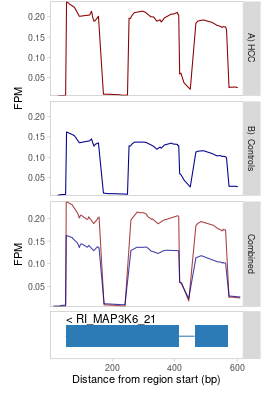 0.20
0.15
0.10
0.05
A) HCC
FPM
0.20
0.15
0.10
0.05
B) Controls
0.20
0.15
0.10
0.05
Combined
FPM
< RI_MAP3K6_21
200
400
600
Distance from region start (bp)